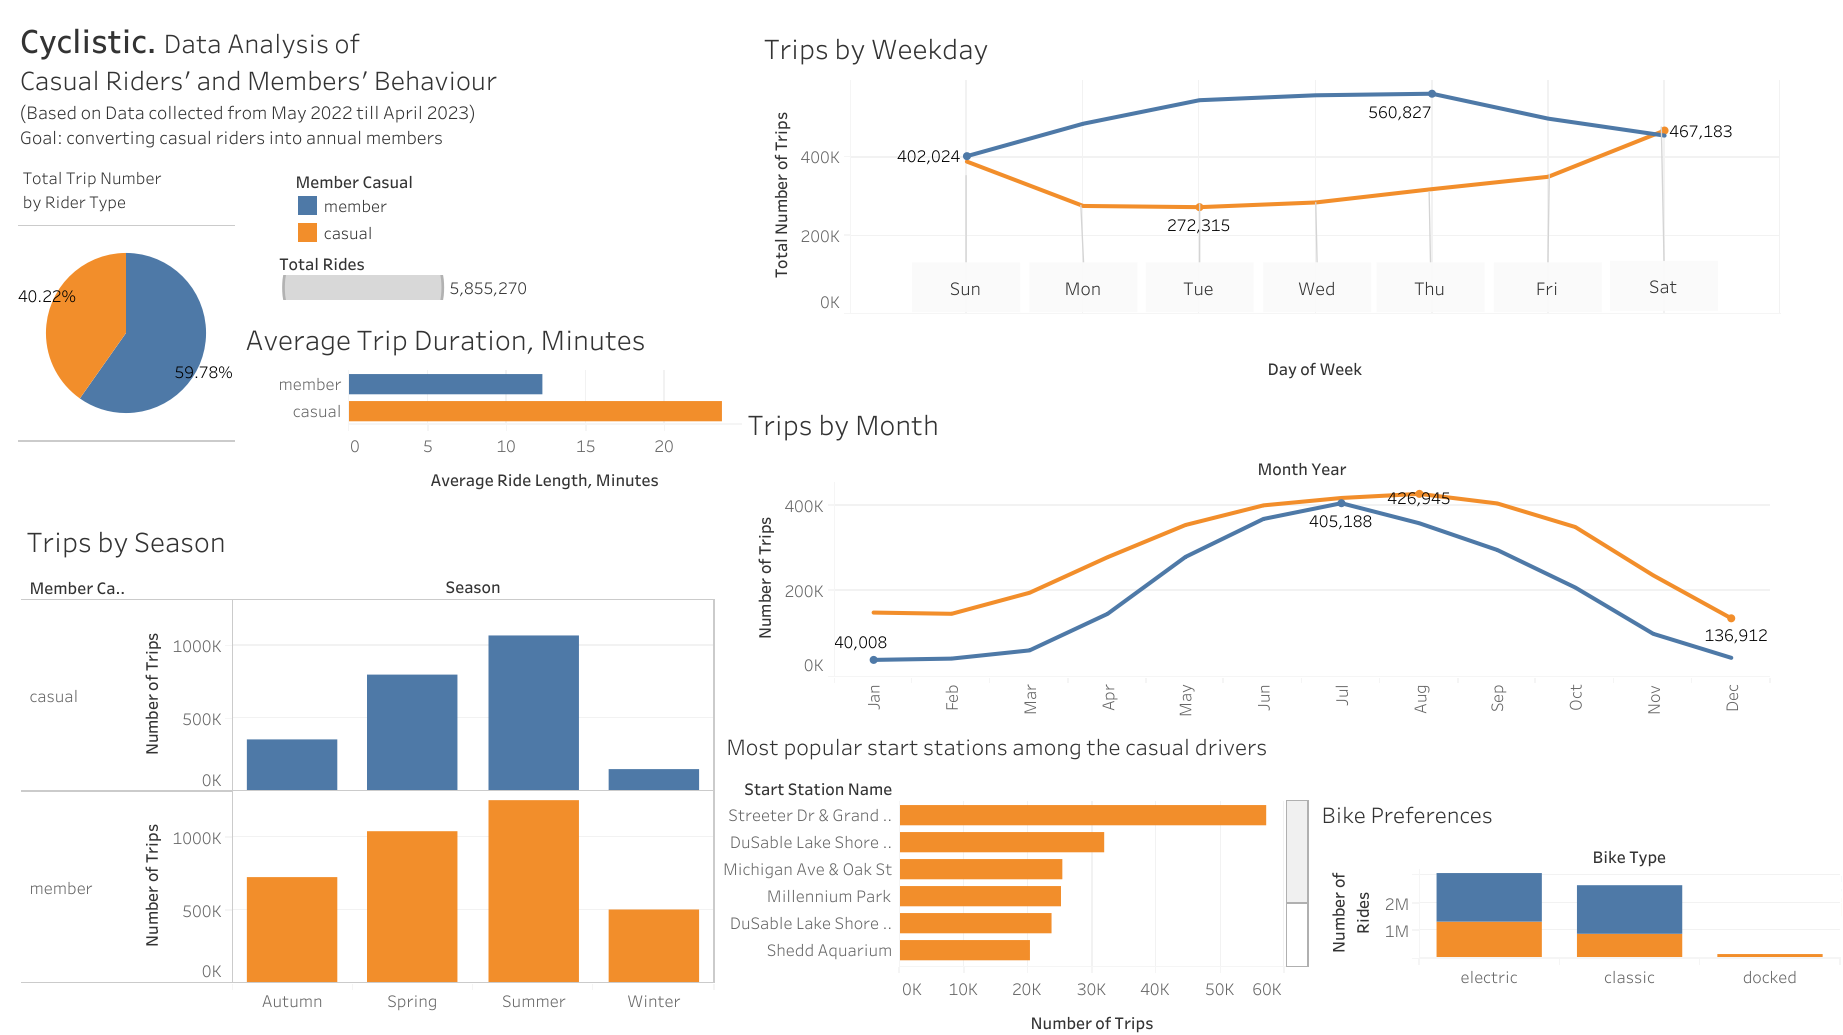 Cyclistic. Data Analysis of
Casual Riders’ and Members’ Behaviour
(Based on Data collected from May 2022 till April 2023)
Goal: converting casual riders into annual members
Total Trip Number
by Rider Type
40.22%
59.78%
Member Casual
member
casual
Total Rides
5,855,270
Average Trip Duration, Minutes
member
casual
0 5 10 15 20
Average Ride Length, Minutes
Trips by Weekday
Total Number of Trips
400K
200K
0K
402,024
560,827
467,183
272,315
Sun Mon Tue Wed Thu Fri Sat
Day of Week
Trips by Month
Month Year
Number of Trips
400K
200K
0K
426,945
405,188
40,008
136,912
Jan Feb Mar Apr May Jun Jul Aug Sep Oct Nov Dec
Trips by Season
Member Ca..
Season
casual
Number of Trips
1000K
500K
0K
member
Number of Trips
1000K
500K
0K
Autumn Spring Summer Winter
Most popular start stations among the casual drivers
Start Station Name
Streeter Dr & Grand ..
DuSable Lake Shore ..
Michigan Ave & Oak St
Millennium Park
DuSable Lake Shore ..
Shedd Aquarium
0K 10K 20K 30K 40K 50K 60K
Number of Trips
Bike Preferences
Bike Type
Number of
Rides
2M
1M
electric classic docked